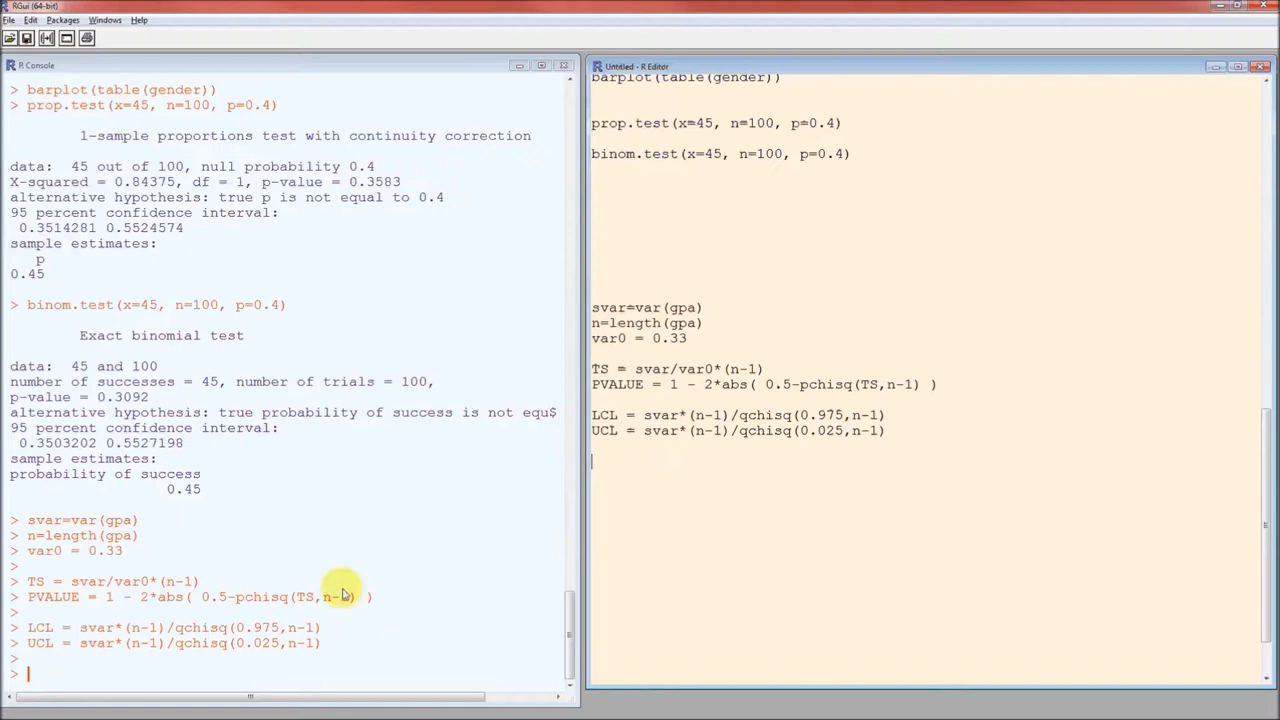 RGui (64-bit)
File Edit Packages Windows Help
R Console
> barplot(table(gender))
> prop.test(x=45, n=100, p=0.4)
1-sample proportions test with continuity correction
data: 45 out of 100, null probability 0.4
X-squared = 0.84375, df = 1, p-value = 0.3583
alternative hypothesis: true p is not equal to 0.4
95 percent confidence interval:
0.3514281 0.5524574
sample estimates:
p
0.45
> binom.test(x=45, n=100, p=0.4)
Exact binomial test
data: 45 and 100
number of successes = 45, number of trials = 100,
p-value = 0.3092
alternative hypothesis: true probability of success is not equ$
95 percent confidence interval:
0.3503202 0.5527198
sample estimates:
probability of success
0.45
> svar=var(gpa)
> n=length(gpa)
> var0 = 0.33
>
> TS = svar/var0*(n-1)
> PVALUE = 1 - 2*abs( 0.5-pchisq(TS,n-1) )
>
> LCL = svar*(n-1)/qchisq(0.975,n-1)
> UCL = svar*(n-1)/qchisq(0.025,n-1)
>
>
Untitled - R Editor
barplot(table(gender))
prop.test(x=45, n=100, p=0.4)
binom.test(x=45, n=100, p=0.4)
svar=var(gpa)
n=length(gpa)
var0 = 0.33
TS = svar/var0*(n-1)
PVALUE = 1 - 2*abs( 0.5-pchisq(TS,n-1) )
LCL = svar*(n-1)/qchisq(0.975,n-1)
UCL = svar*(n-1)/qchisq(0.025,n-1)